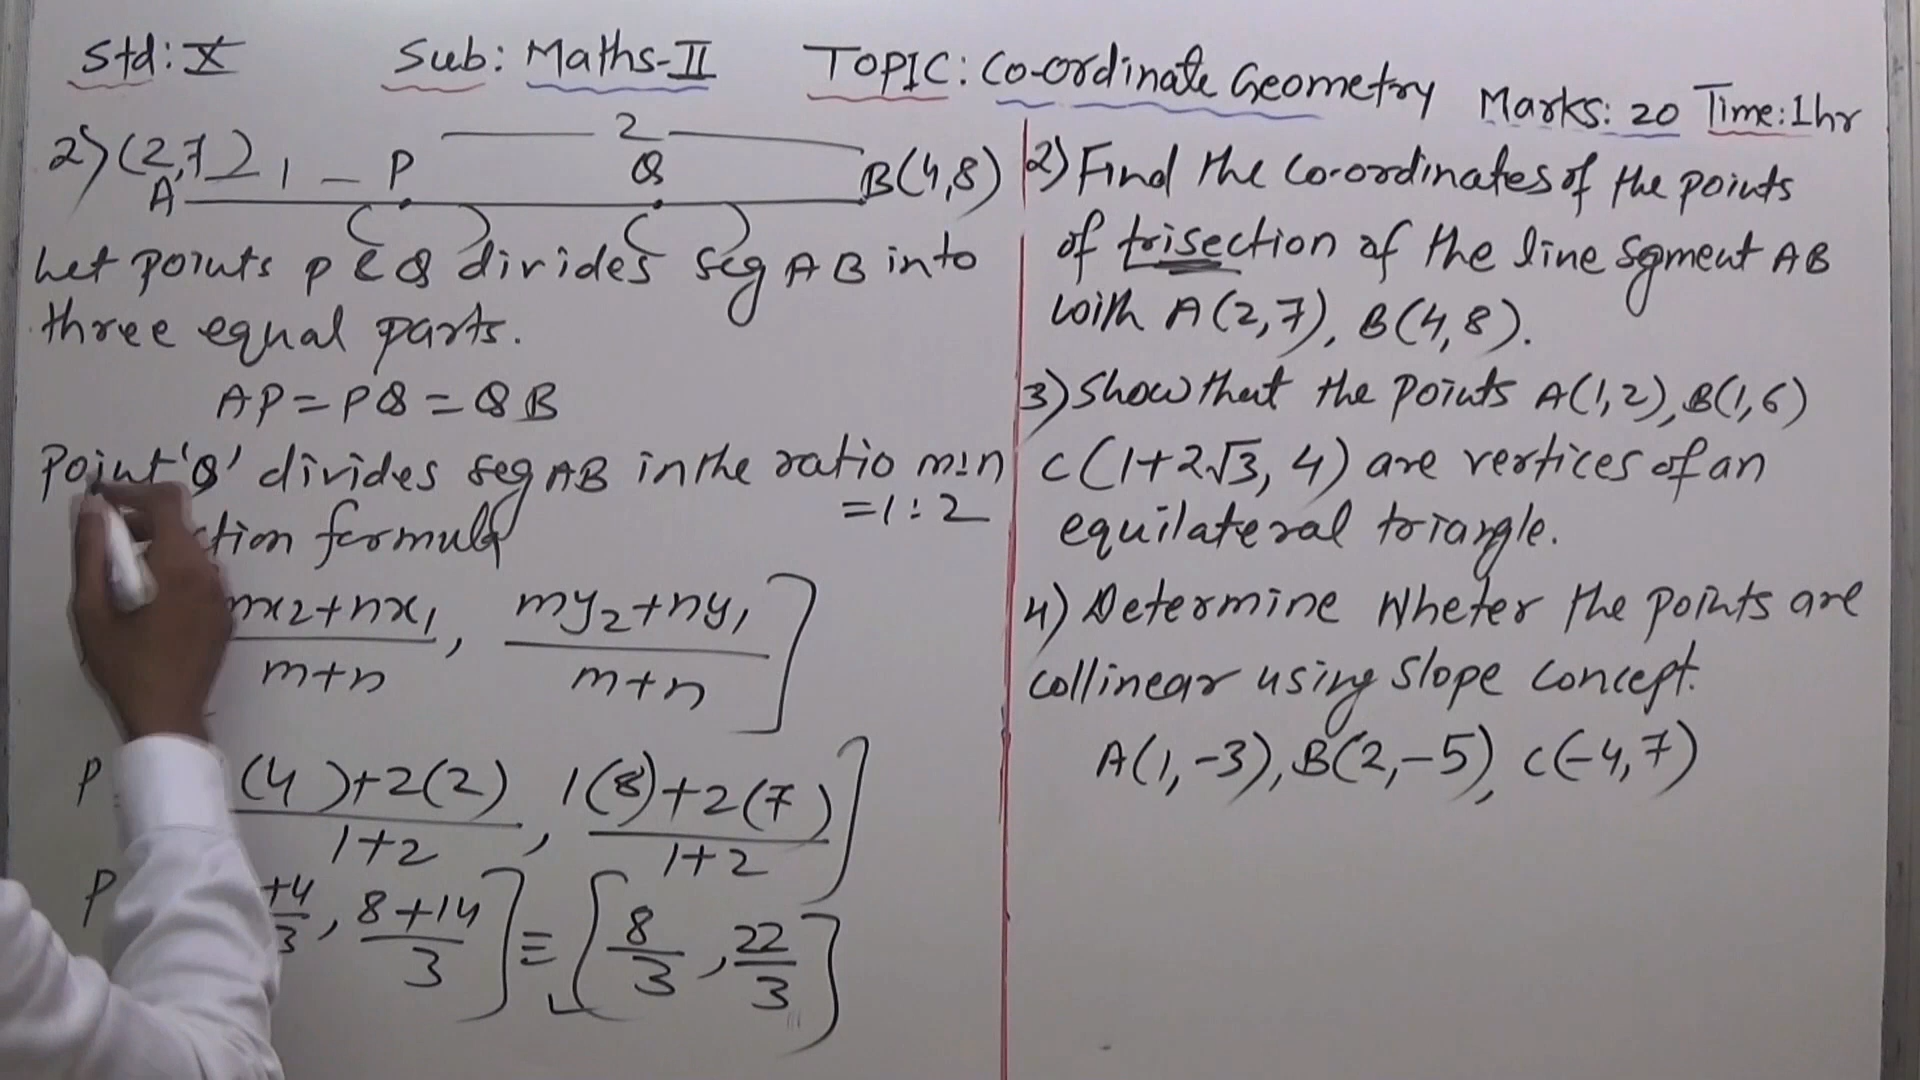 Std: X Sub: Maths-II TOPIC: Co-ordinate Geometry Marks: 20 Time: 1hr
2) (2,7) 1 P 2 Q B(4,8)
A
Let points P & Q divides seg AB into
three equal parts.
AP = PQ = QB
Point 'Q' divides seg AB in the ratio m:n
= 1:2
formula
mx2+nx1 , my2+ny1 ]
m+n m+n
P (4)+2(2) , 1(8)+2(7) ]
1+2 1+2
P +4 , 8+14 ] ≡ [ 8 , 22 ]
3 3 3 3
2) Find the co-ordinates of the points
of trisection of the line sgment AB
with A(2,7), B(4,8).
3) Show that the points A(1,2), B(1,6)
C(1+2√3, 4) are vertices of an
equilateral triangle.
4) Determine Wheter the points are
collinear using slope concept.
A(1,-3), B(2,-5), C(-4,7)